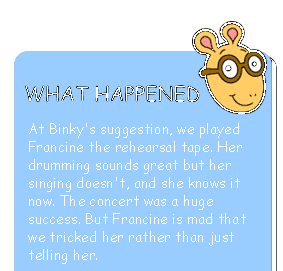 WHAT HAPPENED
At Binky's suggestion, we played
Francine the rehearsal tape. Her
drumming sounds great but her
singing doesn't, and she knows it
now. The concert was a huge
success. But Francine is mad that
we tricked her rather than just
telling her.